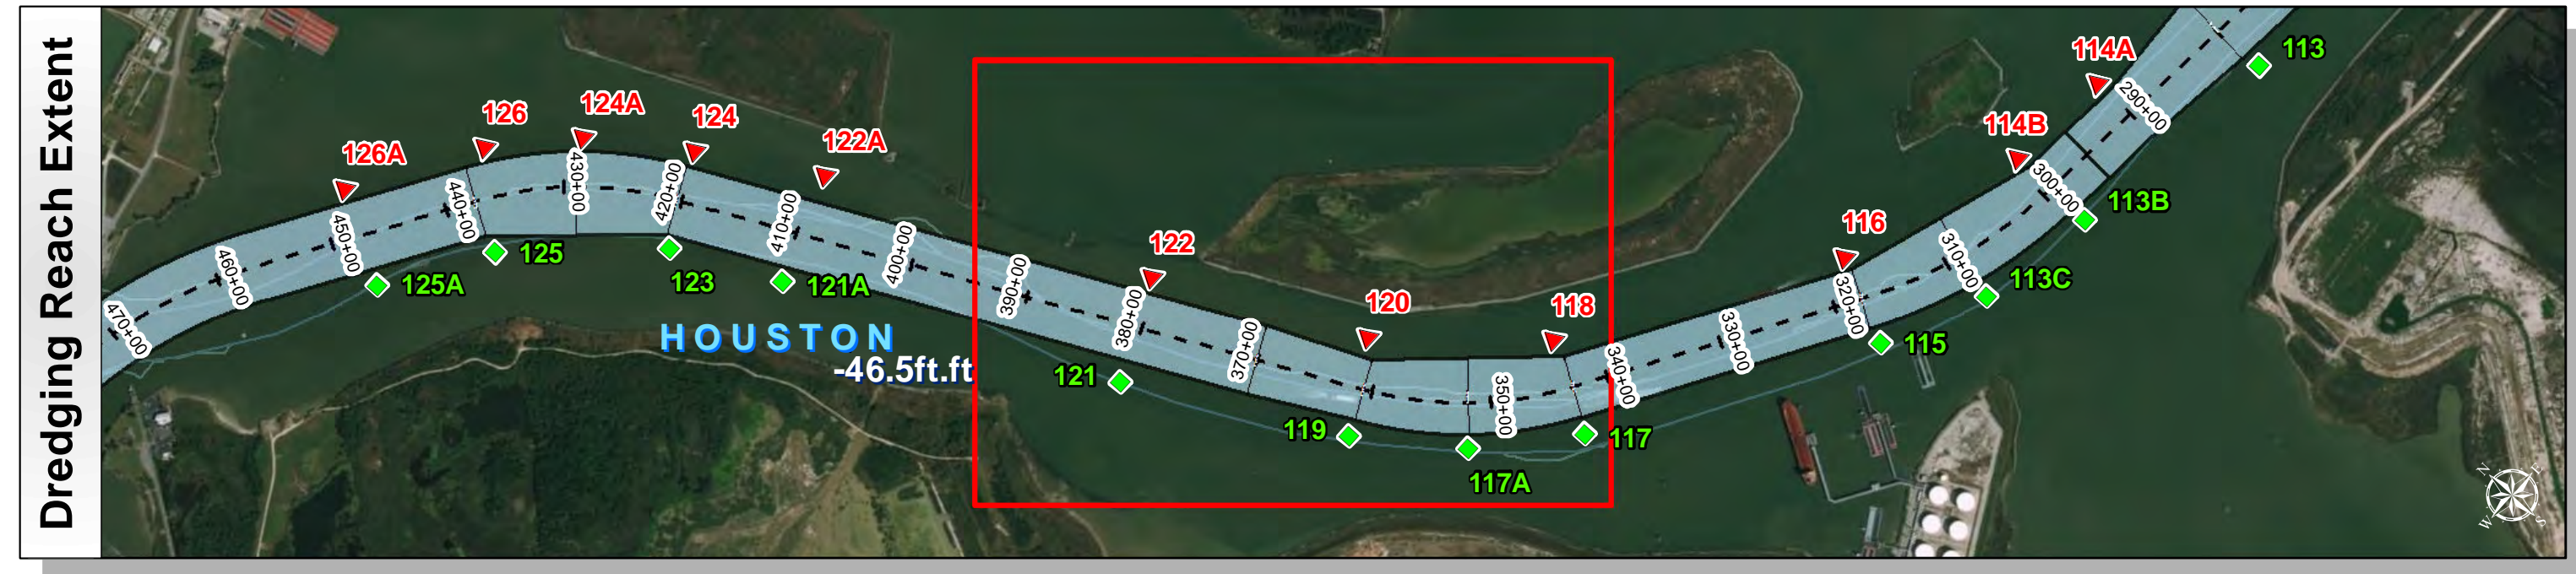 Dredging Reach Extent
126A
126
124A
124
122A
122
120
118
116
114B
114A
113
470+00
460+00
450+00
440+00
430+00
420+00
410+00
400+00
390+00
380+00
370+00
350+00
340+00
330+00
320+00
310+00
300+00
290+00
125A
125
123
121A
121
119
117A
117
115
113C
113B
HOUSTON
-46.5ft.ft
N
E
W
S